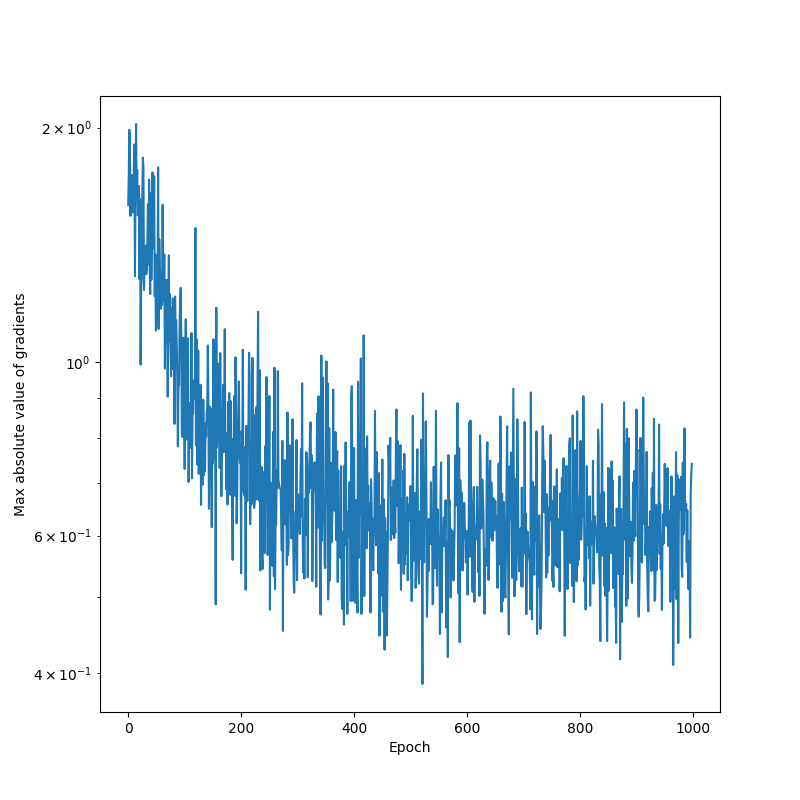 Max absolute value of gradients
2 × 10⁰
10⁰
6 × 10⁻¹
4 × 10⁻¹
0 200 400 600 800 1000
Epoch